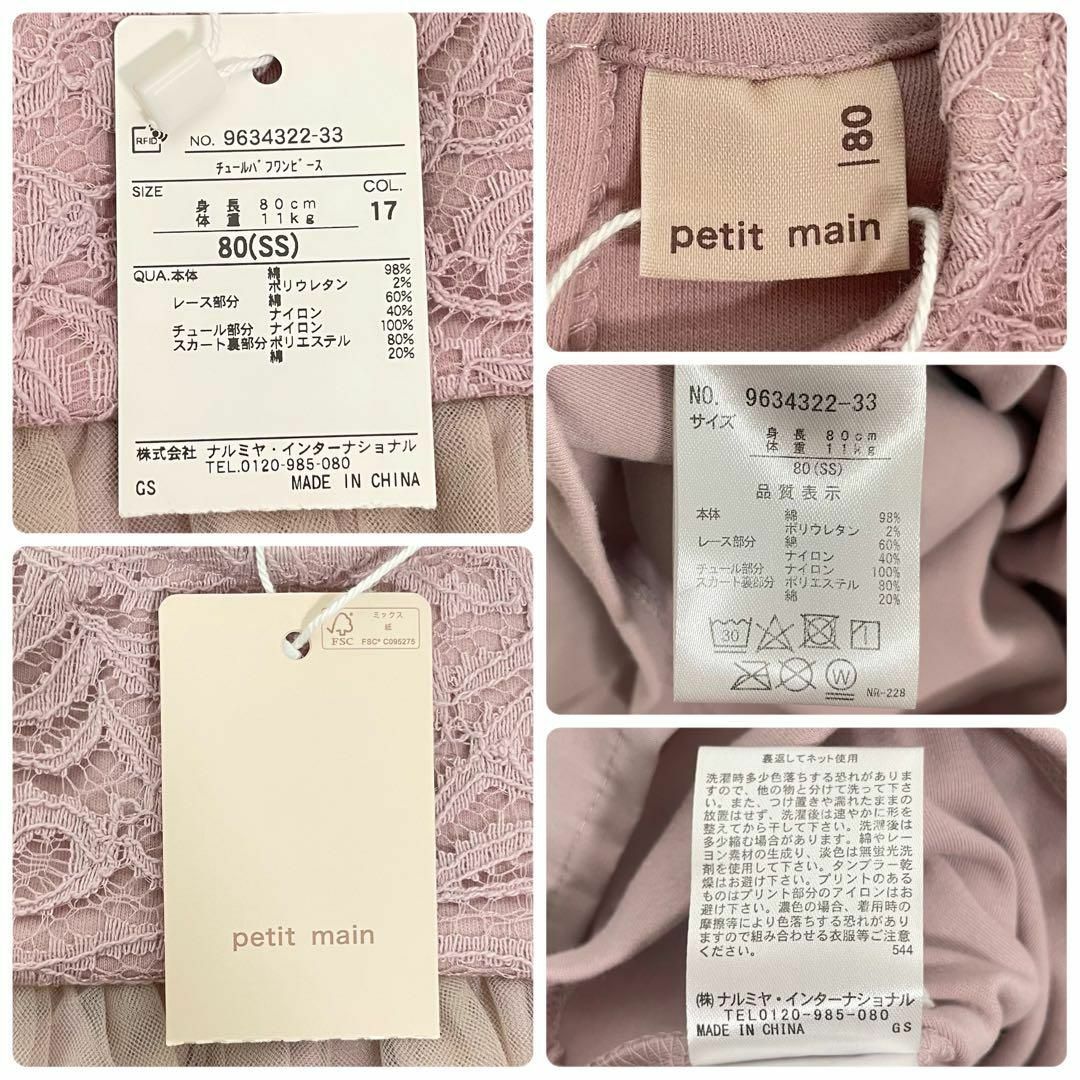 RFID
NO. 9634322-33
チュールパフワンピース
SIZE
COL.
身長 80cm
体重 11kg
17
80(SS)
QUA.本体 綿 98%
ポリウレタン 2%
レース部分 綿 60%
ナイロン 40%
チュール部分 ナイロン 100%
スカート裏部分 ポリエステル 80%
綿 20%
株式会社 ナルミヤ・インターナショナル
TEL.0120-985-080
GS MADE IN CHINA
80
petit main
NO. 9634322-33
サイズ
身長 80cm
体重 11kg
80(SS)
品質表示
本体 綿 98%
ポリウレタン 2%
レース部分 綿 60%
ナイロン 40%
チュール部分 ナイロン 100%
スカート裏部分 ポリエステル 80%
綿 20%
30
W
NR-228
FSC
ミックス
紙
FSC® C095275
petit main
裏返してネット使用
洗濯時多少色落ちする恐れがありま
すので、他の物と分けて洗って下さ
い。また、つけ置きや濡れたままの
放置はせず、洗濯後は速やかに形を
整えてから干して下さい。洗濯後は
多少縮む場合があります。綿やレー
ヨン素材の生成り、淡色は無蛍光洗
剤を使用して下さい。タンブラー乾
燥はお避け下さい。プリントのある
ものはプリント部分のアイロンはお
避け下さい。濃色の場合、着用時の
摩擦等により色落ちする恐れがあり
ますので組み合わせる衣服等ご注意
ください。 544
(株)ナルミヤ・インターナショナル
TEL0120-985-080
MADE IN CHINA GS